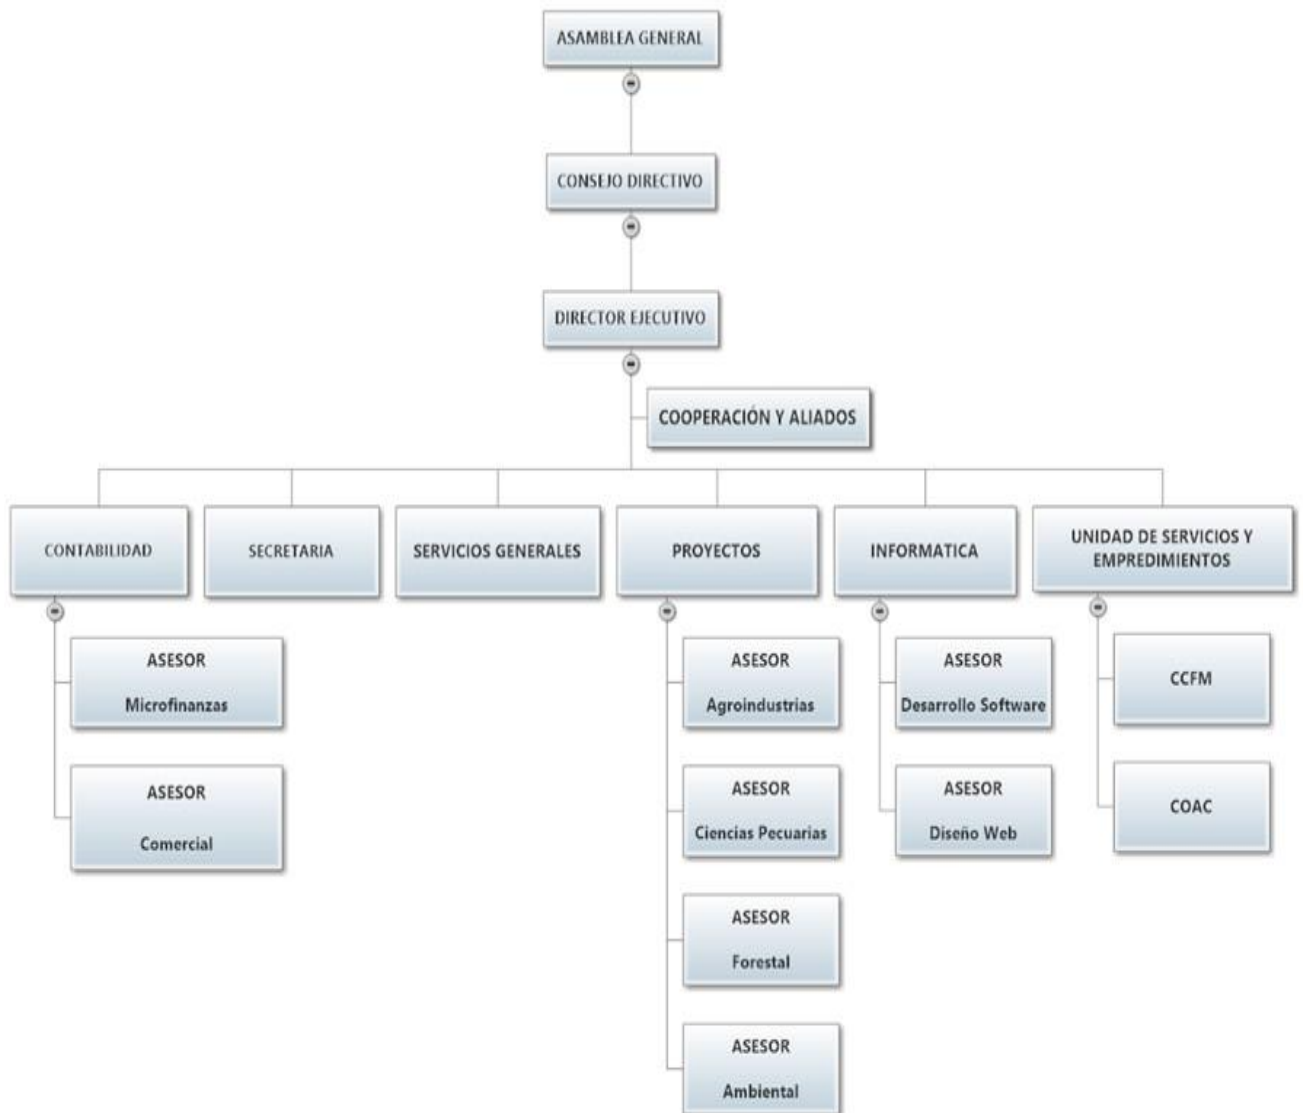 ASAMBLEA GENERAL
CONSEJO DIRECTIVO
DIRECTOR EJECUTIVO
COOPERACIÓN Y ALIADOS
CONTABILIDAD
SECRETARIA
SERVICIOS GENERALES
PROYECTOS
INFORMATICA
UNIDAD DE SERVICIOS Y
EMPREDIMIENTOS
ASESOR
Microfinanzas
ASESOR
Comercial
ASESOR
Agroindustrias
ASESOR
Ciencias Pecuarias
ASESOR
Forestal
ASESOR
Ambiental
ASESOR
Desarrollo Software
ASESOR
Diseño Web
CCFM
COAC